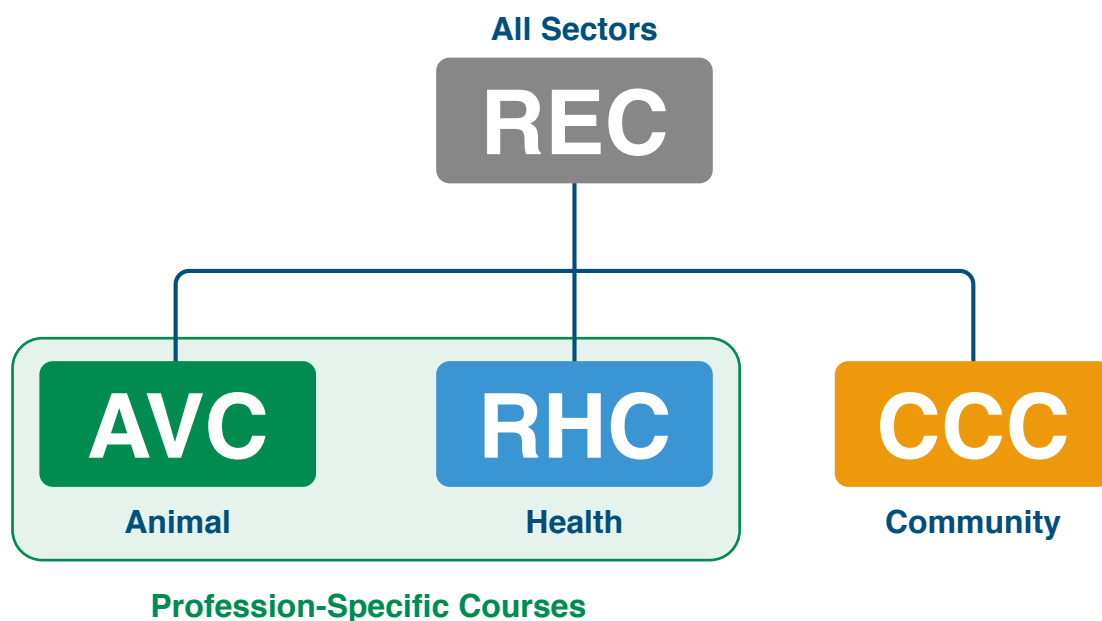 All Sectors
REC
AVC
RHC
CCC
Animal
Health
Community
Profession-Specific Courses